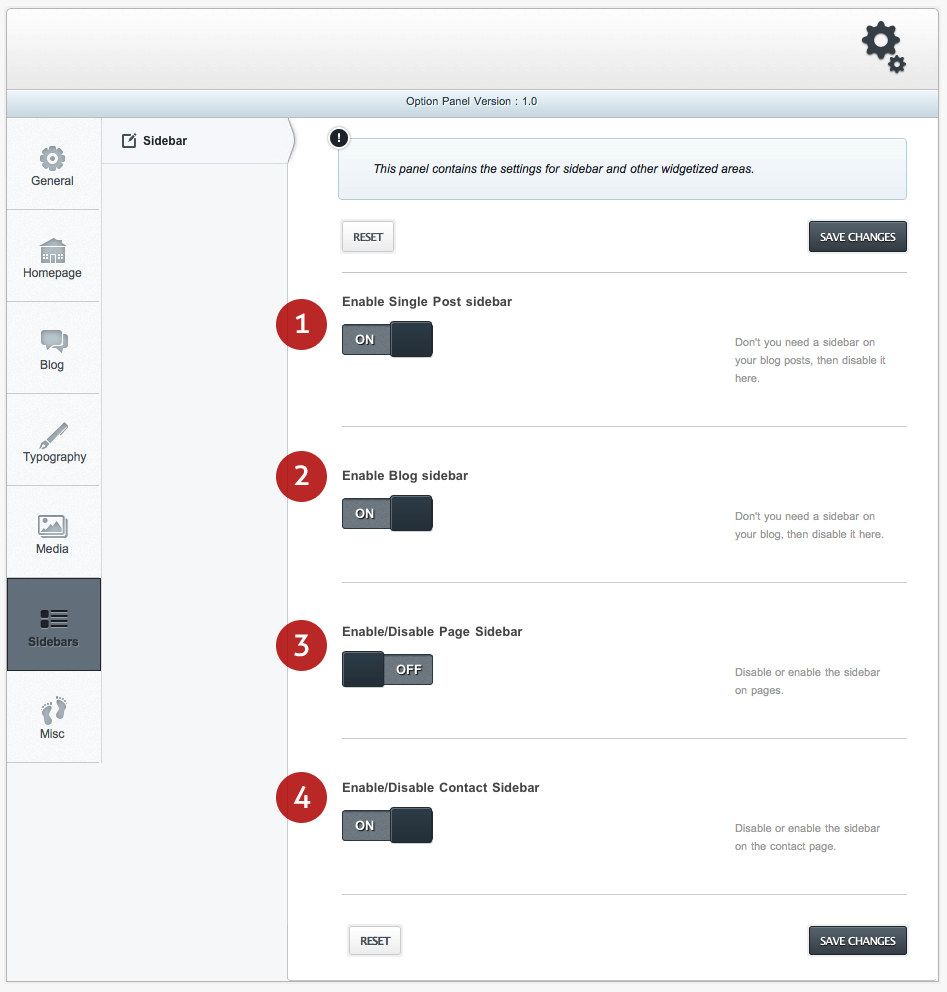 Option Panel Version : 1.0
General
Homepage
Blog
Typography
Media
Sidebars
Misc
Sidebar
!
This panel contains the settings for sidebar and other widgetized areas.
RESET
SAVE CHANGES
1
Enable Single Post sidebar
ON
Don't you need a sidebar on
your blog posts, then disable it
here.
2
Enable Blog sidebar
ON
Don't you need a sidebar on
your blog, then disable it here.
3
Enable/Disable Page Sidebar
OFF
Disable or enable the sidebar
on pages.
4
Enable/Disable Contact Sidebar
ON
Disable or enable the sidebar
on the contact page.
RESET
SAVE CHANGES